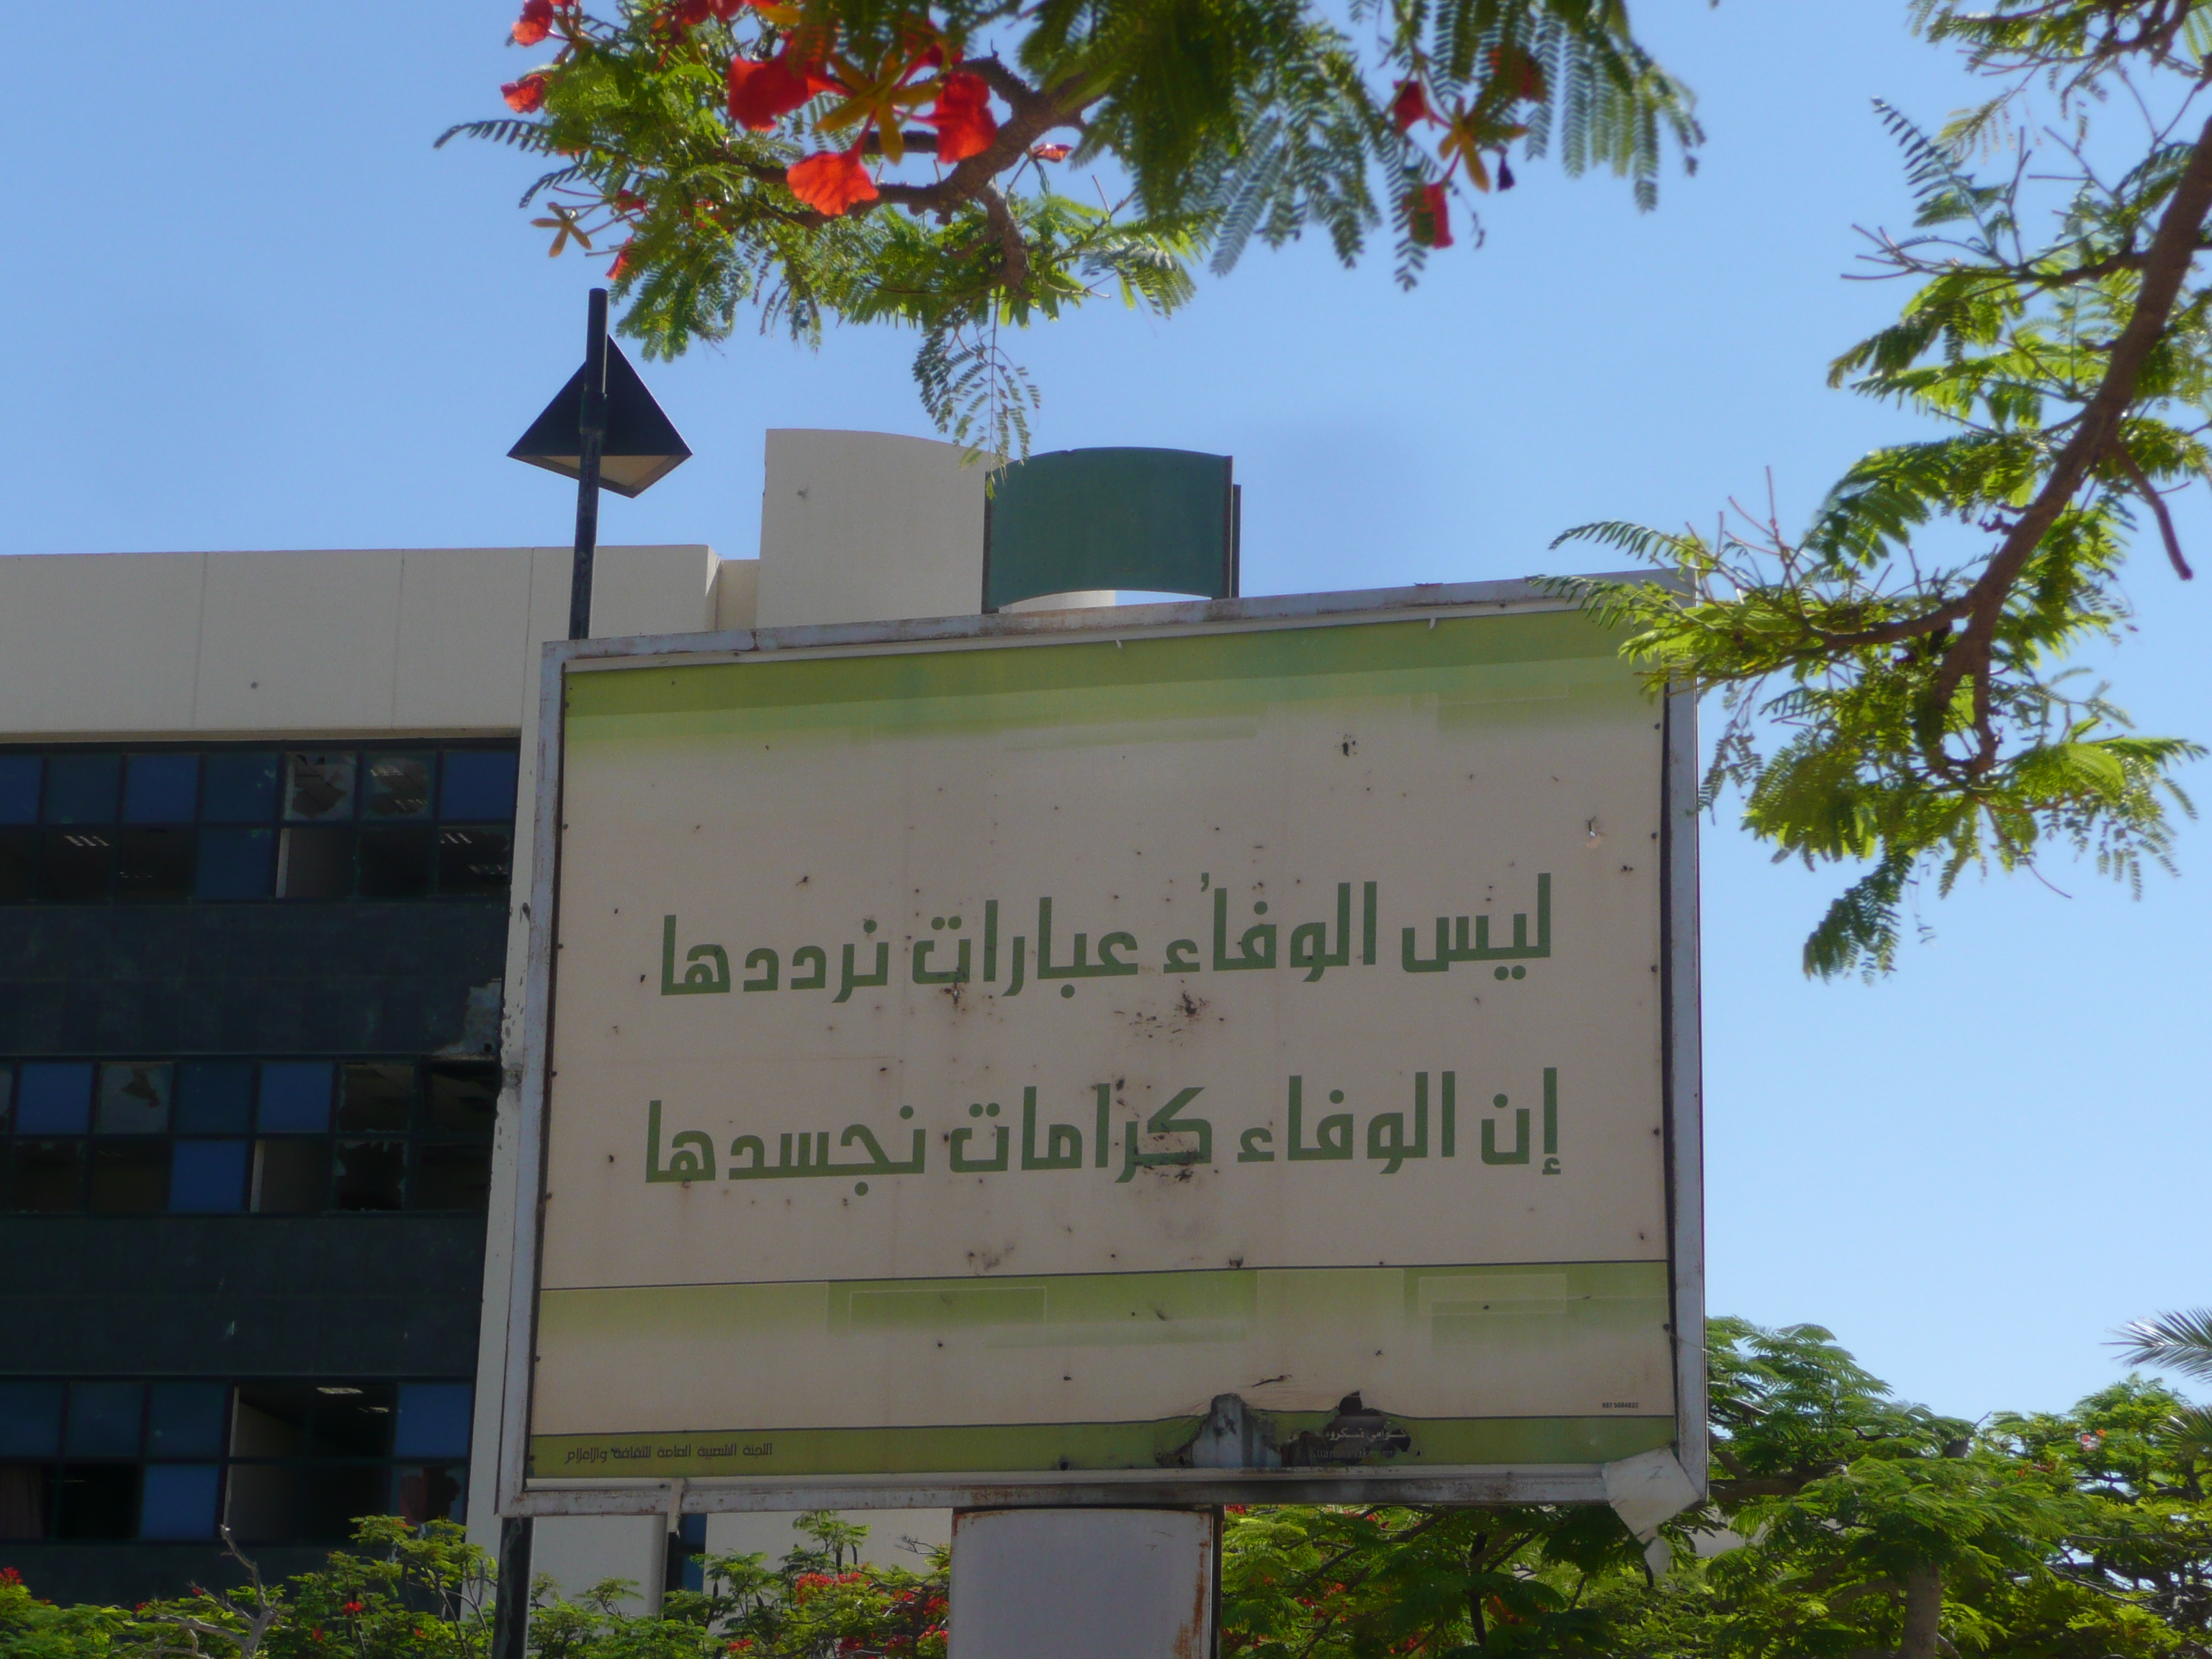 ليس الوفاءُ عبارات نرددها
إن الوفاء كرامات نجسدها
اللجنة الشعبية العامة للثقافة والإعلام